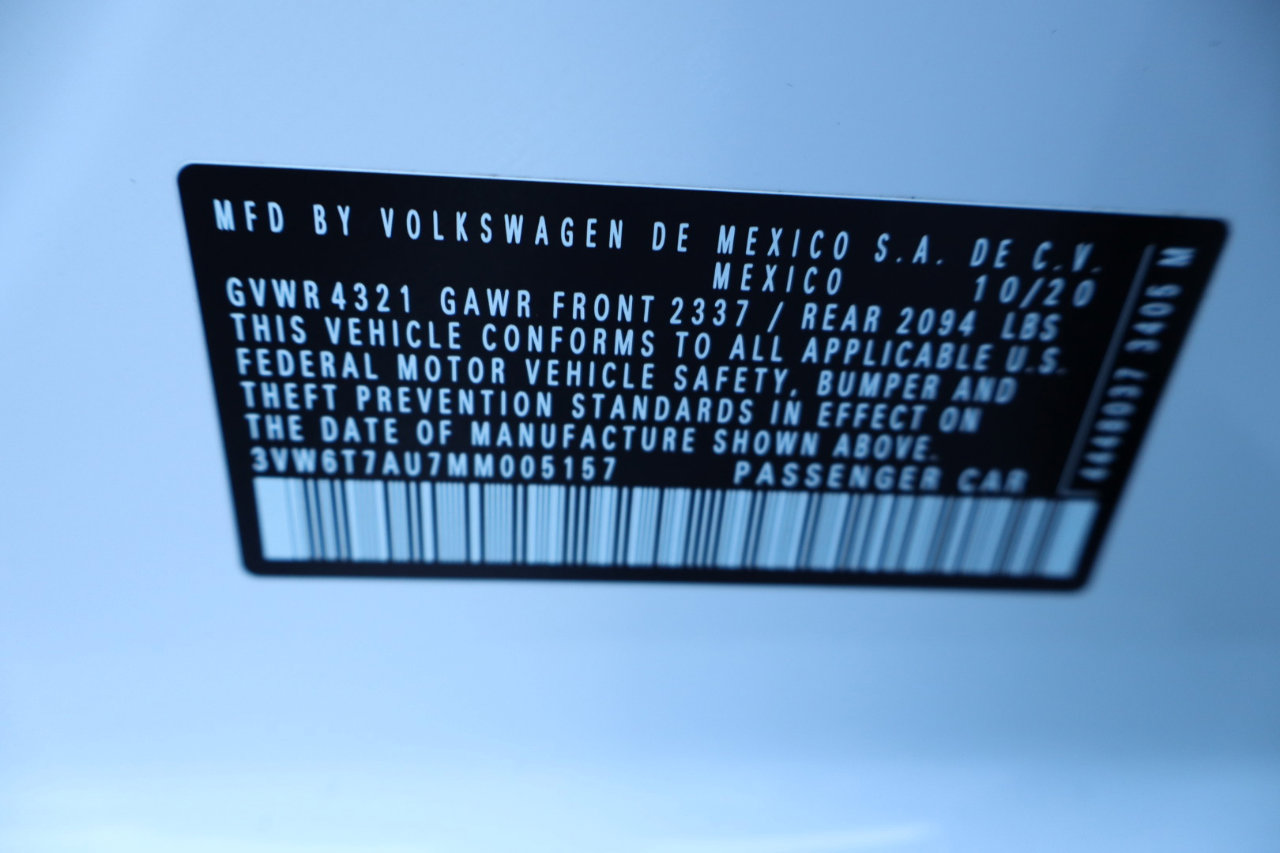 MFD BY VOLKSWAGEN DE MEXICO S.A. DE C.V.
MEXICO 10/20
GVWR 4321 GAWR FRONT 2337 / REAR 2094 LBS
THIS VEHICLE CONFORMS TO ALL APPLICABLE U.S.
FEDERAL MOTOR VEHICLE SAFETY, BUMPER AND
THEFT PREVENTION STANDARDS IN EFFECT ON
THE DATE OF MANUFACTURE SHOWN ABOVE.
3VW6T7AU7MM005157 PASSENGER CAR
3405 M